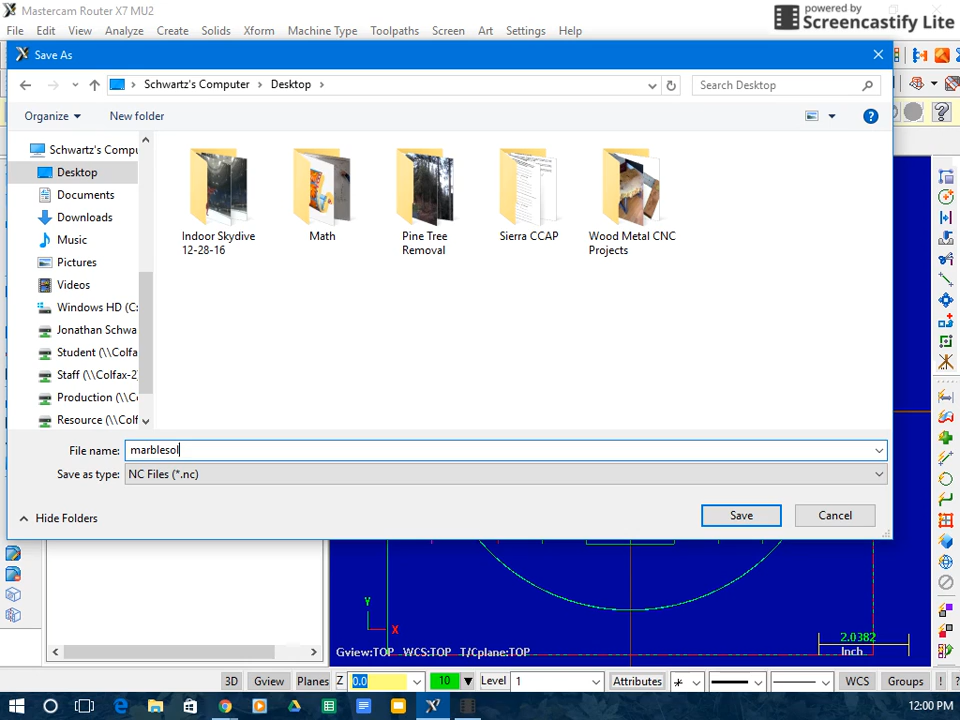 Mastercam Router X7 MU2
powered by
Screencastify Lite
File Edit View Analyze Create Solids Xform Machine Type Toolpaths Screen Art Settings Help
Save As
Schwartz's Computer Desktop
Search Desktop
Organize New folder
Schwartz's Compu
Desktop
Documents
Downloads
Music
Pictures
Videos
Windows HD (C:
Jonathan Schwa
Student (\\Colfa
Staff (\\Colfax-2
Production (\\Co
Resource (\\Colf
Indoor Skydive
12-28-16
Math
Pine Tree
Removal
Sierra CCAP
Wood Metal CNC
Projects
File name: marblesol
Save as type: NC Files (*.nc)
Hide Folders
Save
Cancel
Y
X
2.0382
Inch
Gview:TOP WCS:TOP T/Cplane:TOP
3D Gview Planes Z 0.0 10 Level 1 Attributes WCS Groups ! ?
12:00 PM